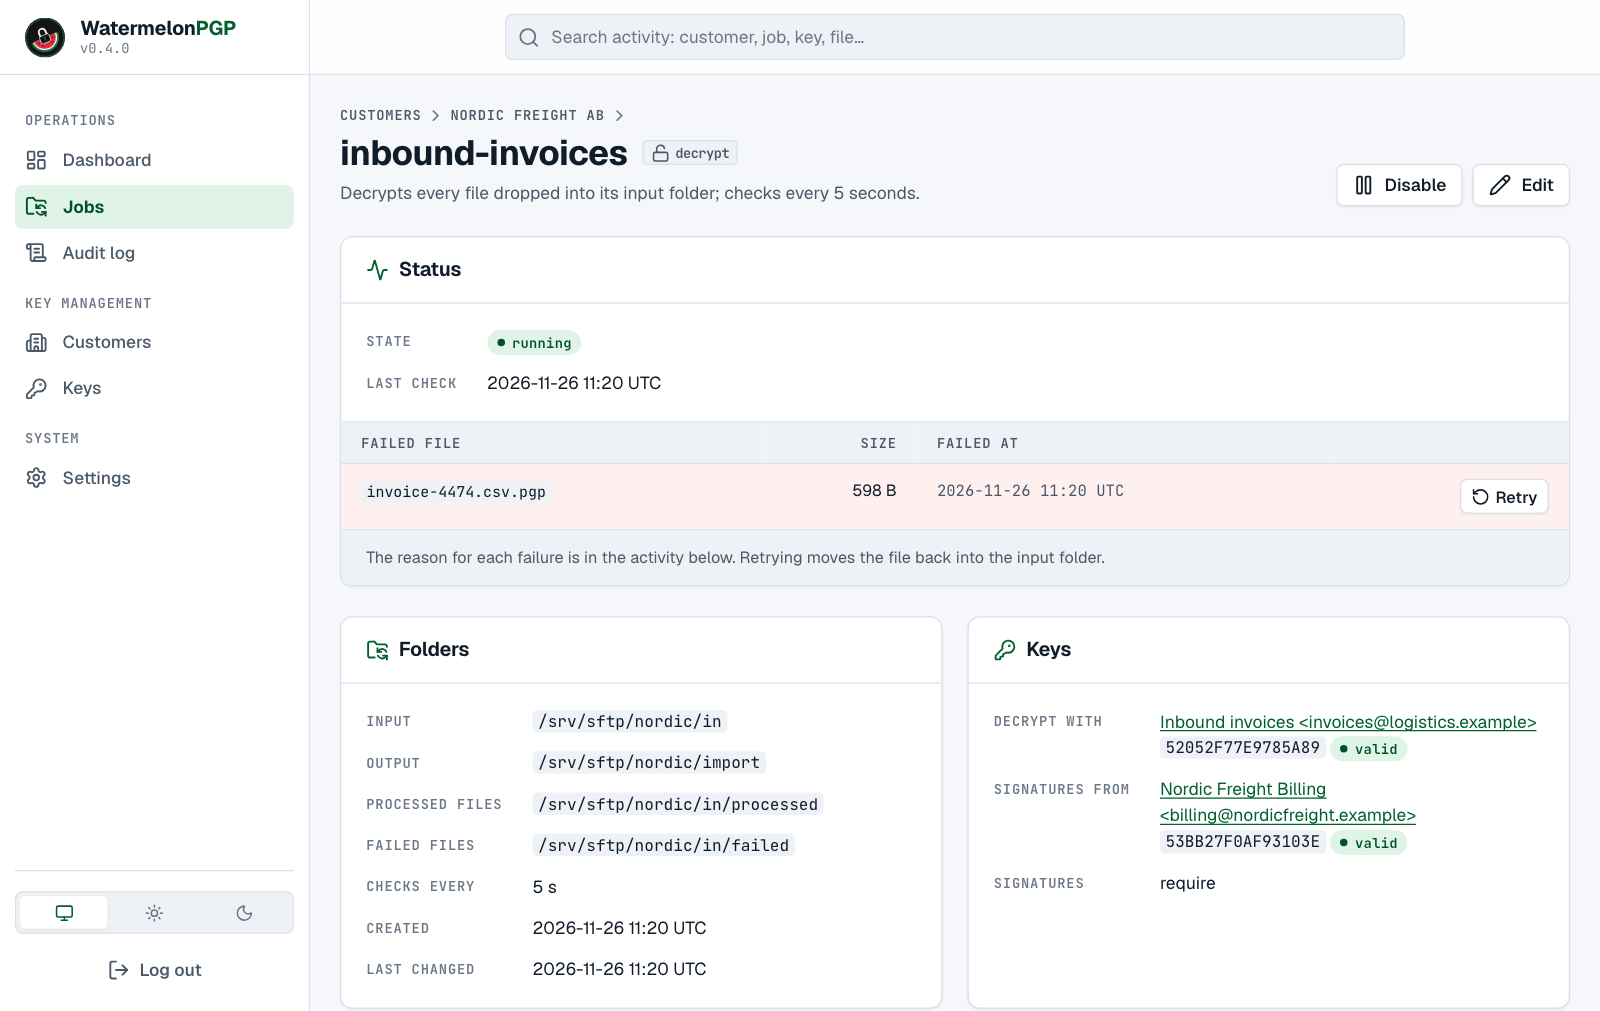 WatermelonPGP
v0.4.0
Search activity: customer, job, key, file...
OPERATIONS
Dashboard
Jobs
Audit log
KEY MANAGEMENT
Customers
Keys
SYSTEM
Settings
Log out
CUSTOMERS > NORDIC FREIGHT AB >
inbound-invoices decrypt
Decrypts every file dropped into its input folder; checks every 5 seconds.
Disable Edit
Status
STATE running
LAST CHECK 2026-11-26 11:20 UTC
FAILED FILE SIZE FAILED AT
invoice-4474.csv.pgp 598 B 2026-11-26 11:20 UTC Retry
The reason for each failure is in the activity below. Retrying moves the file back into the input folder.
Folders
INPUT /srv/sftp/nordic/in
OUTPUT /srv/sftp/nordic/import
PROCESSED FILES /srv/sftp/nordic/in/processed
FAILED FILES /srv/sftp/nordic/in/failed
CHECKS EVERY 5 s
CREATED 2026-11-26 11:20 UTC
LAST CHANGED 2026-11-26 11:20 UTC
Keys
DECRYPT WITH Inbound invoices <invoices@logistics.example>
52052F77E9785A89 valid
SIGNATURES FROM Nordic Freight Billing
<billing@nordicfreight.example>
53BB27F0AF93103E valid
SIGNATURES require